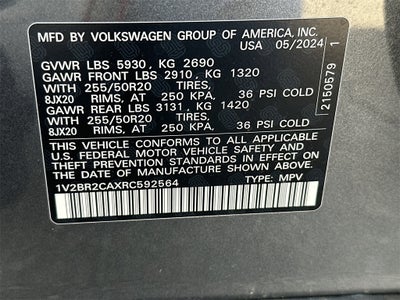 MFD BY VOLKSWAGEN GROUP OF AMERICA, INC.
USA 05/2024
GVWR LBS 5930, KG 2690
GAWR FRONT LBS 2910, KG 1320
WITH 255/50R20 TIRES,
8JX20 RIMS, AT 250 KPA, 36 PSI COLD
GAWR REAR LBS 3131, KG 1420
WITH 255/50R20 TIRES,
8JX20 RIMS, AT 250 KPA, 36 PSI COLD
THIS VEHICLE CONFORMS TO ALL APPLICABLE
U.S. FEDERAL MOTOR VEHICLE SAFETY AND
THEFT PREVENTION STANDARDS IN EFFECT ON THE
DATE OF MANUFACTURE SHOWN ABOVE.
1V2BR2CAXRC592564 TYPE: MPV
2150579 1